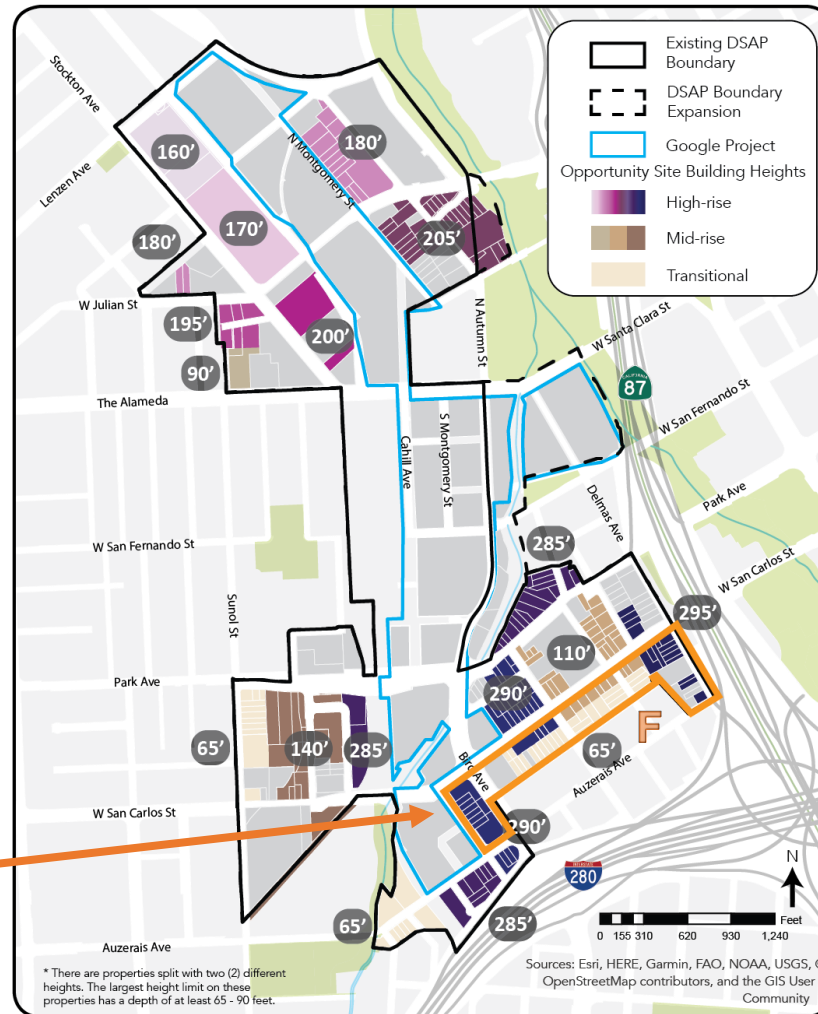 Existing DSAP
Boundary
DSAP Boundary
Expansion
Google Project
Opportunity Site Building Heights
High-rise
Mid-rise
Transitional
Stockton Ave
Lenzen Ave
160’
180’
N Montgomery St
170’
180’
205’
W Julian St
195’
200’
N Autumn St
W Santa Clara St
90’
CALIFORNIA
87
The Alameda
W San Fernando St
Cahill Ave
S Montgomery St
Park Ave
Delmas Ave
W San Fernando St
285’
W San Carlos St
Sunol St
295’
110’
Park Ave
290’
F
65’
140’
285’
65’
Bird Ave
Auzerais Ave
W San Carlos St
290’
280
N
65’
285’
Feet
0 155 310 620 930 1,240
Auzerais Ave
* There are properties split with two (2) different
heights. The largest height limit on these
properties has a depth of at least 65 - 90 feet.
Sources: Esri, HERE, Garmin, FAO, NOAA, USGS,
OpenStreetMap contributors, and the GIS User
Community